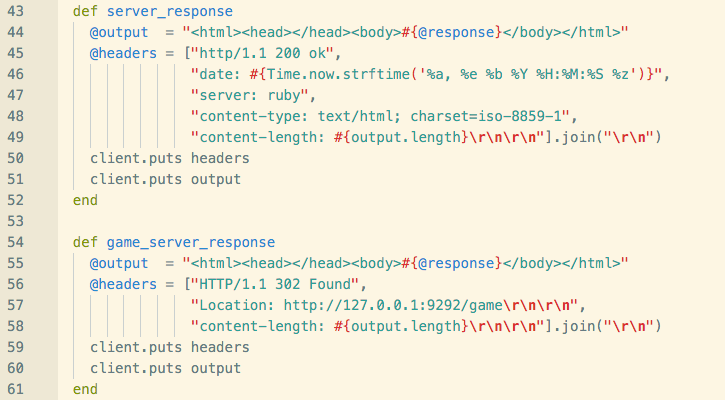 43 def server_response
44 @output = "<html><head></head><body>#{@response}</body></html>"
45 @headers = ["http/1.1 200 ok",
46 "date: #{Time.now.strftime('%a, %e %b %Y %H:%M:%S %z')}",
47 "server: ruby",
48 "content-type: text/html; charset=iso-8859-1",
49 "content-length: #{output.length}\r\n\r\n"].join("\r\n")
50 client.puts headers
51 client.puts output
52 end
53
54 def game_server_response
55 @output = "<html><head></head><body>#{@response}</body></html>"
56 @headers = ["HTTP/1.1 302 Found",
57 "Location: http://127.0.0.1:9292/game\r\n\r\n",
58 "content-length: #{output.length}\r\n\r\n"].join("\r\n")
59 client.puts headers
60 client.puts output
61 end